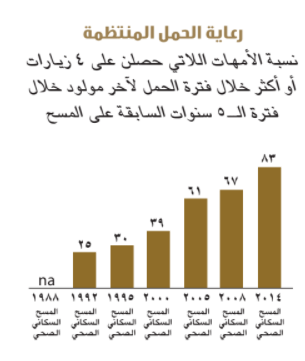 رعاية الحمل المنتظمة
نسبة الأمهات اللاتي حصلن على ٤ زيارات
أو أكثر خلال فترة الحمل لآخر مولود خلال
فترة الــ٥ سنوات السابقة على المسح
na ٢٥ ٣٠ ٣٩ ٦١ ٦٧ ٨٣
١٩٨٨ ١٩٩٢ ١٩٩٥ ٢٠٠٠ ٢٠٠٥ ٢٠٠٨ ٢٠١٤
المسح المسح المسح المسح المسح المسح المسح
السكاني السكاني السكاني السكاني السكاني السكاني السكاني
الصحي الصحي الصحي الصحي الصحي الصحي الصحي